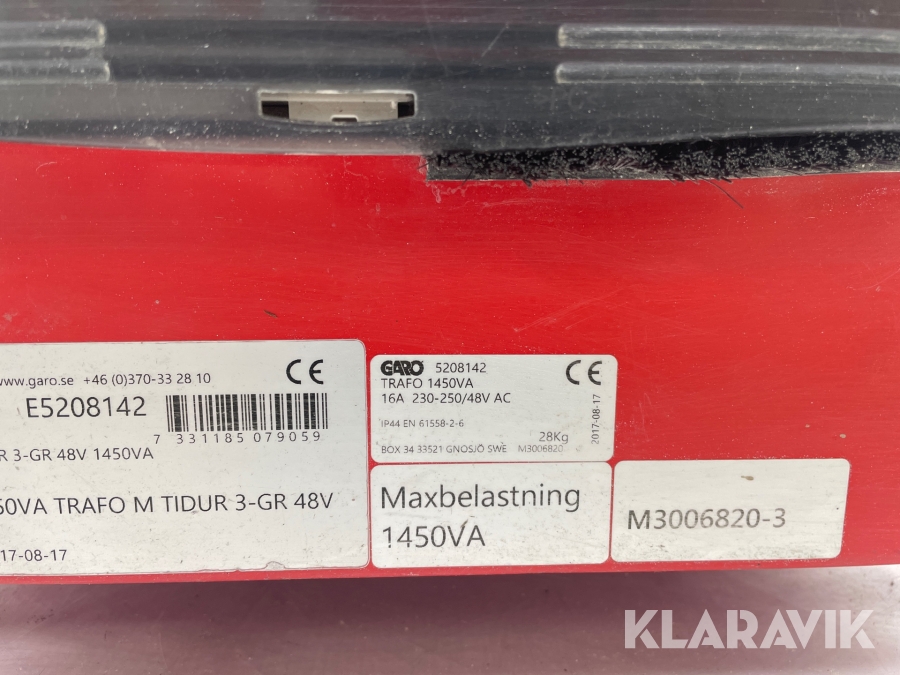 www.garo.se +46 (0)370-33 28 10
CE
E5208142
7 331185 079059
R 3-GR 48V 1450VA
50VA TRAFO M TIDUR 3-GR 48V
17-08-17
GARO 5208142
CE
TRAFO 1450VA
16A 230-250/48V AC
IP44 EN 61558-2-6
28Kg
BOX 34 33521 GNOSJÖ SWE M3006820
2017-08-17
Maxbelastning
1450VA
M3006820-3
KLARAVIK